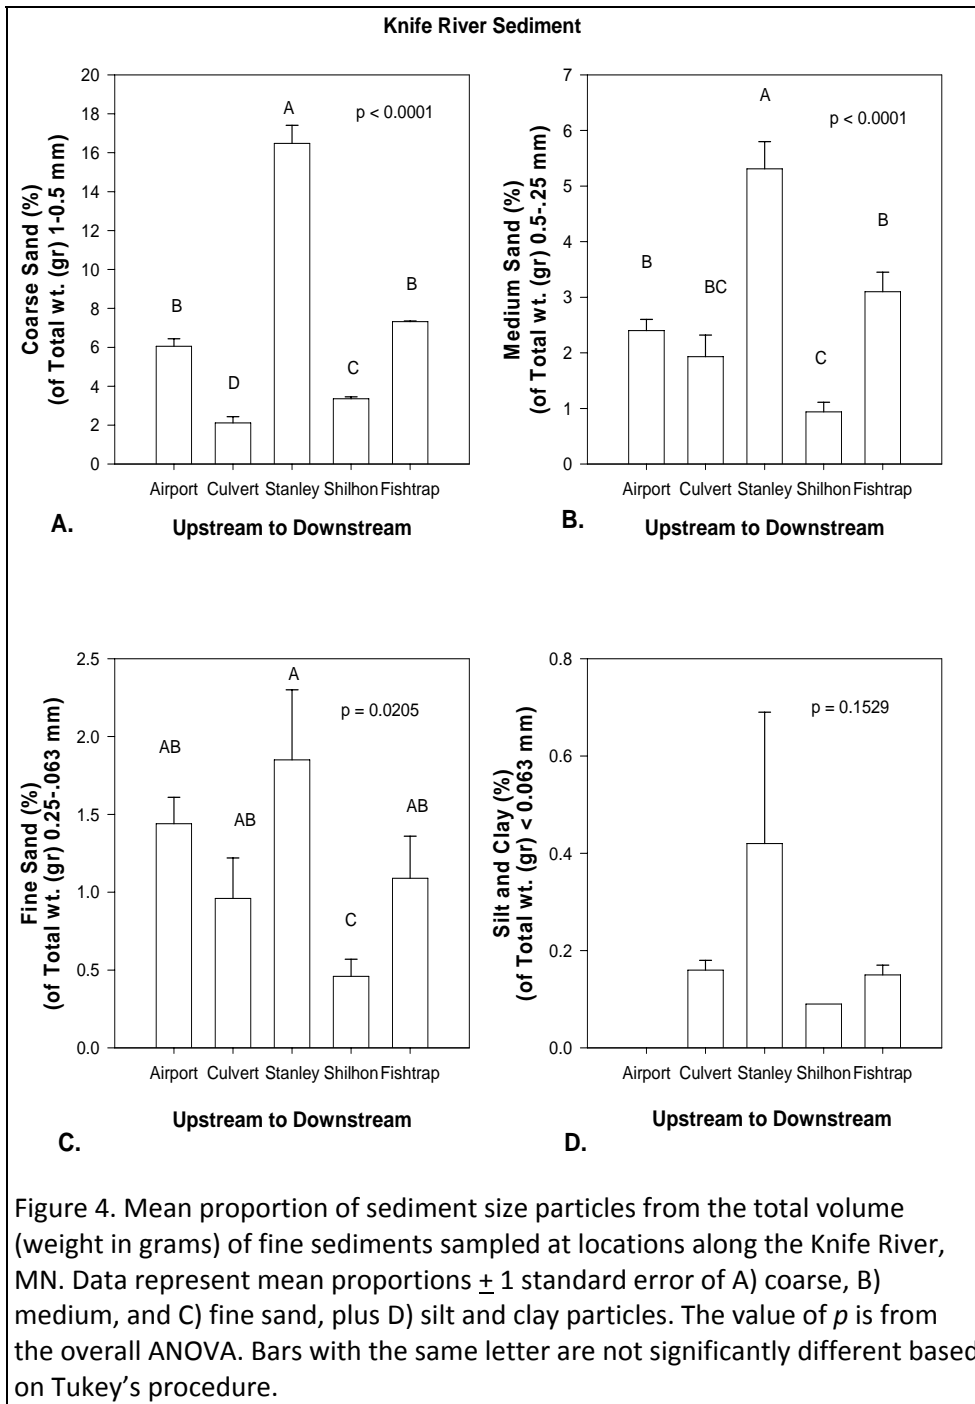 Knife River Sediment
Coarse Sand (%)
(of Total wt. (gr) 1-0.5 mm)
20
18
16
14
12
10
8
6
4
2
0
p < 0.0001
B
D
A
C
B
Airport Culvert Stanley Shilhon Fishtrap
A.
Upstream to Downstream
Medium Sand (%)
(of Total wt. (gr) 0.5-.25 mm)
7
6
5
4
3
2
1
0
p < 0.0001
B
BC
A
C
B
Airport Culvert Stanley Shilhon Fishtrap
B.
Upstream to Downstream
Fine Sand (%)
(of Total wt. (gr) 0.25-.063 mm)
2.5
2.0
1.5
1.0
0.5
0.0
p = 0.0205
AB
AB
A
C
AB
Airport Culvert Stanley Shilhon Fishtrap
Upstream to Downstream
C.
Silt and Clay (%)
(of Total wt. (gr) < 0.063 mm)
0.8
0.6
0.4
0.2
0.0
p = 0.1529
Airport Culvert Stanley Shilhon Fishtrap
Upstream to Downstream
D.
Figure 4. Mean proportion of sediment size particles from the total volume
(weight in grams) of fine sediments sampled at locations along the Knife River,
MN. Data represent mean proportions + 1 standard error of A) coarse, B)
medium, and C) fine sand, plus D) silt and clay particles. The value of p is from
the overall ANOVA. Bars with the same letter are not significantly different based
on Tukey’s procedure.